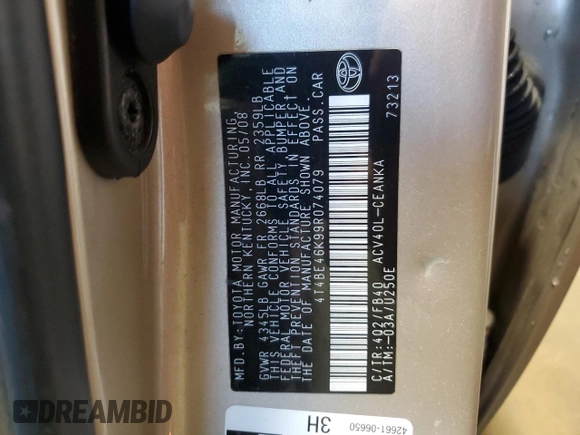 MFD.BY:TOYOTA MOTOR MANUFACTURING,
NORTHERN KENTUCKY, INC. 05/08
GVWR 4345LB GAWR FR 2668LB RR 2359LB
THIS VEHICLE CONFORMS TO ALL APPLICABLE
FEDERAL MOTOR VEHICLE SAFETY, BUMPER AND
THEFT PREVENTION STANDARDS IN EFFECT ON
THE DATE OF MANUFACTURE SHOWN ABOVE.
4T4BE46K99R074079 PASS.CAR
C/TR:4Q2/FB40 ACV40L-CEAMKA
A/TM:-03A/U250E 73213
42661-06650
3H
DREAMBID